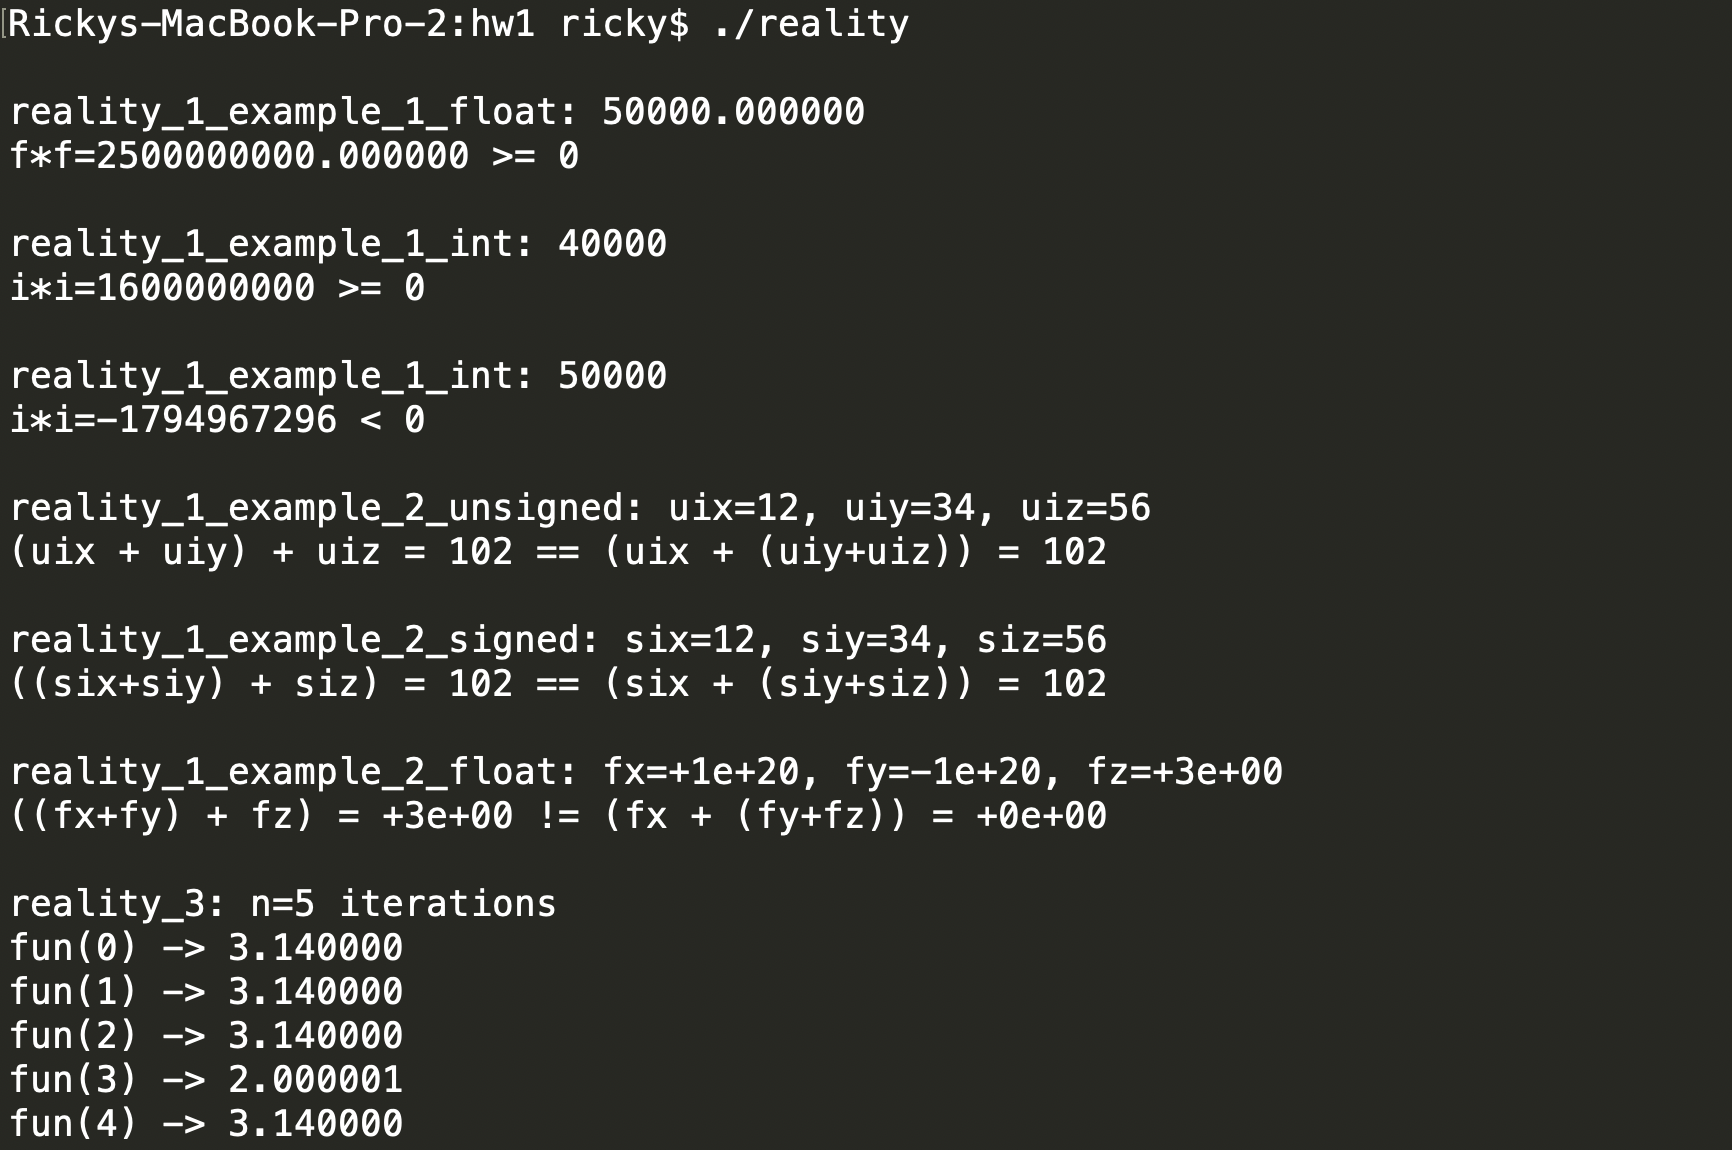 Rickys-MacBook-Pro-2:hw1 ricky$ ./reality
reality_1_example_1_float: 50000.000000
f*f=2500000000.000000 >= 0
reality_1_example_1_int: 40000
i*i=1600000000 >= 0
reality_1_example_1_int: 50000
i*i=-1794967296 < 0
reality_1_example_2_unsigned: uix=12, uiy=34, uiz=56
(uix + uiy) + uiz = 102 == (uix + (uiy+uiz)) = 102
reality_1_example_2_signed: six=12, siy=34, siz=56
((six+siy) + siz) = 102 == (six + (siy+siz)) = 102
reality_1_example_2_float: fx=+1e+20, fy=-1e+20, fz=+3e+00
((fx+fy) + fz) = +3e+00 != (fx + (fy+fz)) = +0e+00
reality_3: n=5 iterations
fun(0) -> 3.140000
fun(1) -> 3.140000
fun(2) -> 3.140000
fun(3) -> 2.000001
fun(4) -> 3.140000